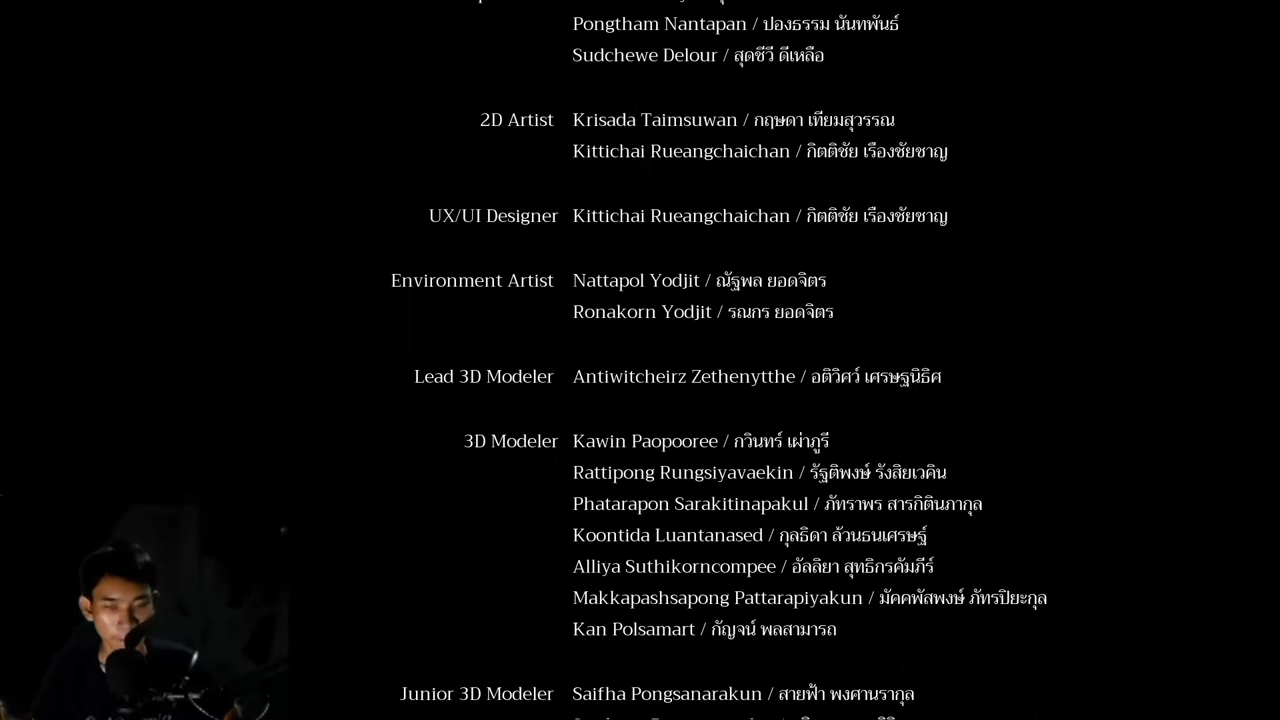 Pongtham Nantapan / ปองธรรม นันทพันธ์
Sudchewe Delour / สุดชีวี ดีเหลือ
2D Artist Krisada Taimsuwan / กฤษดา เทียมสุวรรณ
Kittichai Rueangchaichan / กิตติชัย เรืองชัยชาญ
UX/UI Designer Kittichai Rueangchaichan / กิตติชัย เรืองชัยชาญ
Environment Artist Nattapol Yodjit / ณัฐพล ยอดจิตร
Ronakorn Yodjit / รณกร ยอดจิตร
Lead 3D Modeler Antiwitcheirz Zethenytthe / อติวิศว์ เศรษฐนิธิศ
3D Modeler Kawin Paopooree / กวินทร์ เผ่าภูรี
Rattipong Rungsiyavaekin / รัฐติพงษ์ รังสิยเวคิน
Phatarapon Sarakitinapakul / ภัทราพร สารกิตินภากุล
Koontida Luantanased / กุลธิดา ล้วนธนเศรษฐ์
Alliya Suthikorncompee / อัลลิยา สุทธิกรคัมภีร์
Makkapashsapong Pattarapiyakun / มัคคพัสพงษ์ ภัทรปิยะกุล
Kan Polsamart / กัญจน์ พลสามารถ
Junior 3D Modeler Saifha Pongsanarakun / สายฟ้า พงศานรากุล